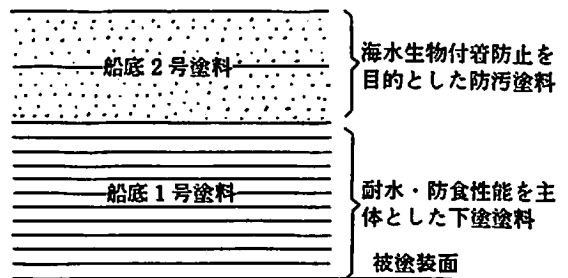 船底2号塗料
海水生物付着防止を
目的とした防汚塗料
船底1号塗料
耐水・防食性能を主
体とした下塗塗料
被塗装面